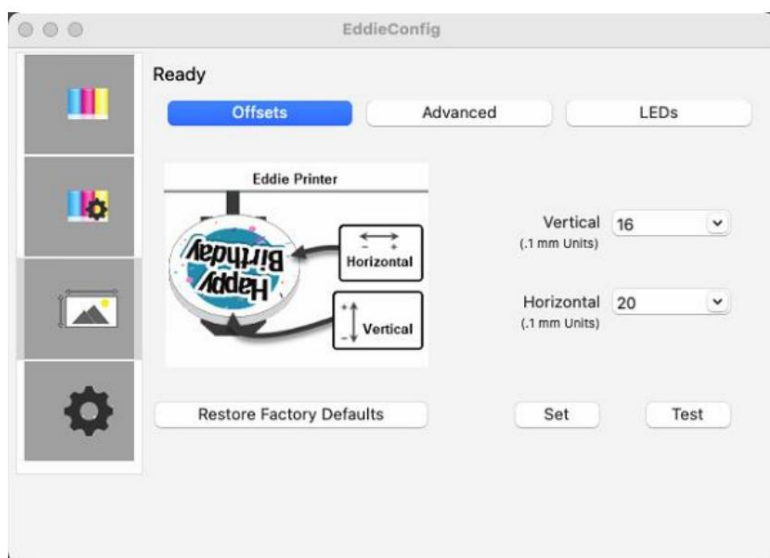 EddieConfig
Ready
Offsets
Advanced
LEDs
Eddie Printer
Happy
Birthday
- +
Horizontal
+
-
Vertical
Vertical
(.1 mm Units)
16
Horizontal
(.1 mm Units)
20
Restore Factory Defaults
Set
Test